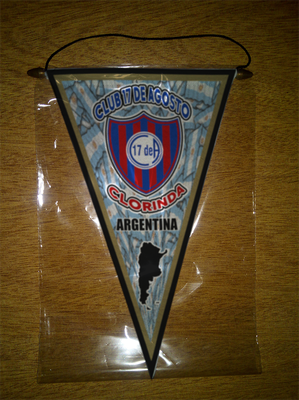 CLUB 17 DE AGOSTO
17 de A
CLORINDA
ARGENTINA